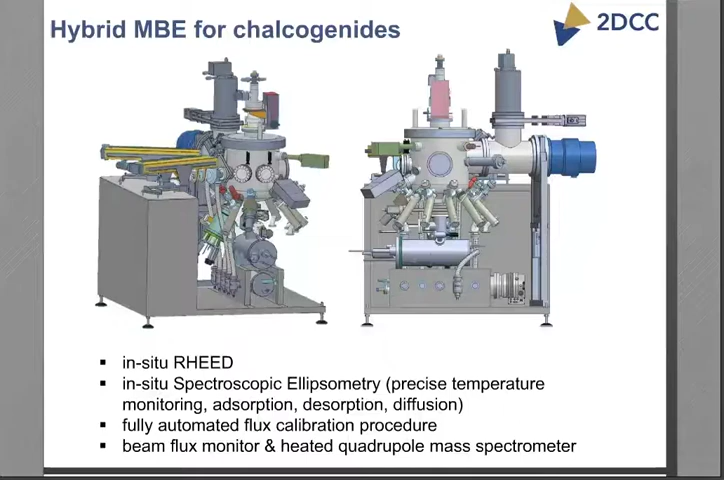 Hybrid MBE for chalcogenides
2DCC
▪ in-situ RHEED
▪ in-situ Spectroscopic Ellipsometry (precise temperature
monitoring, adsorption, desorption, diffusion)
▪ fully automated flux calibration procedure
▪ beam flux monitor & heated quadrupole mass spectrometer